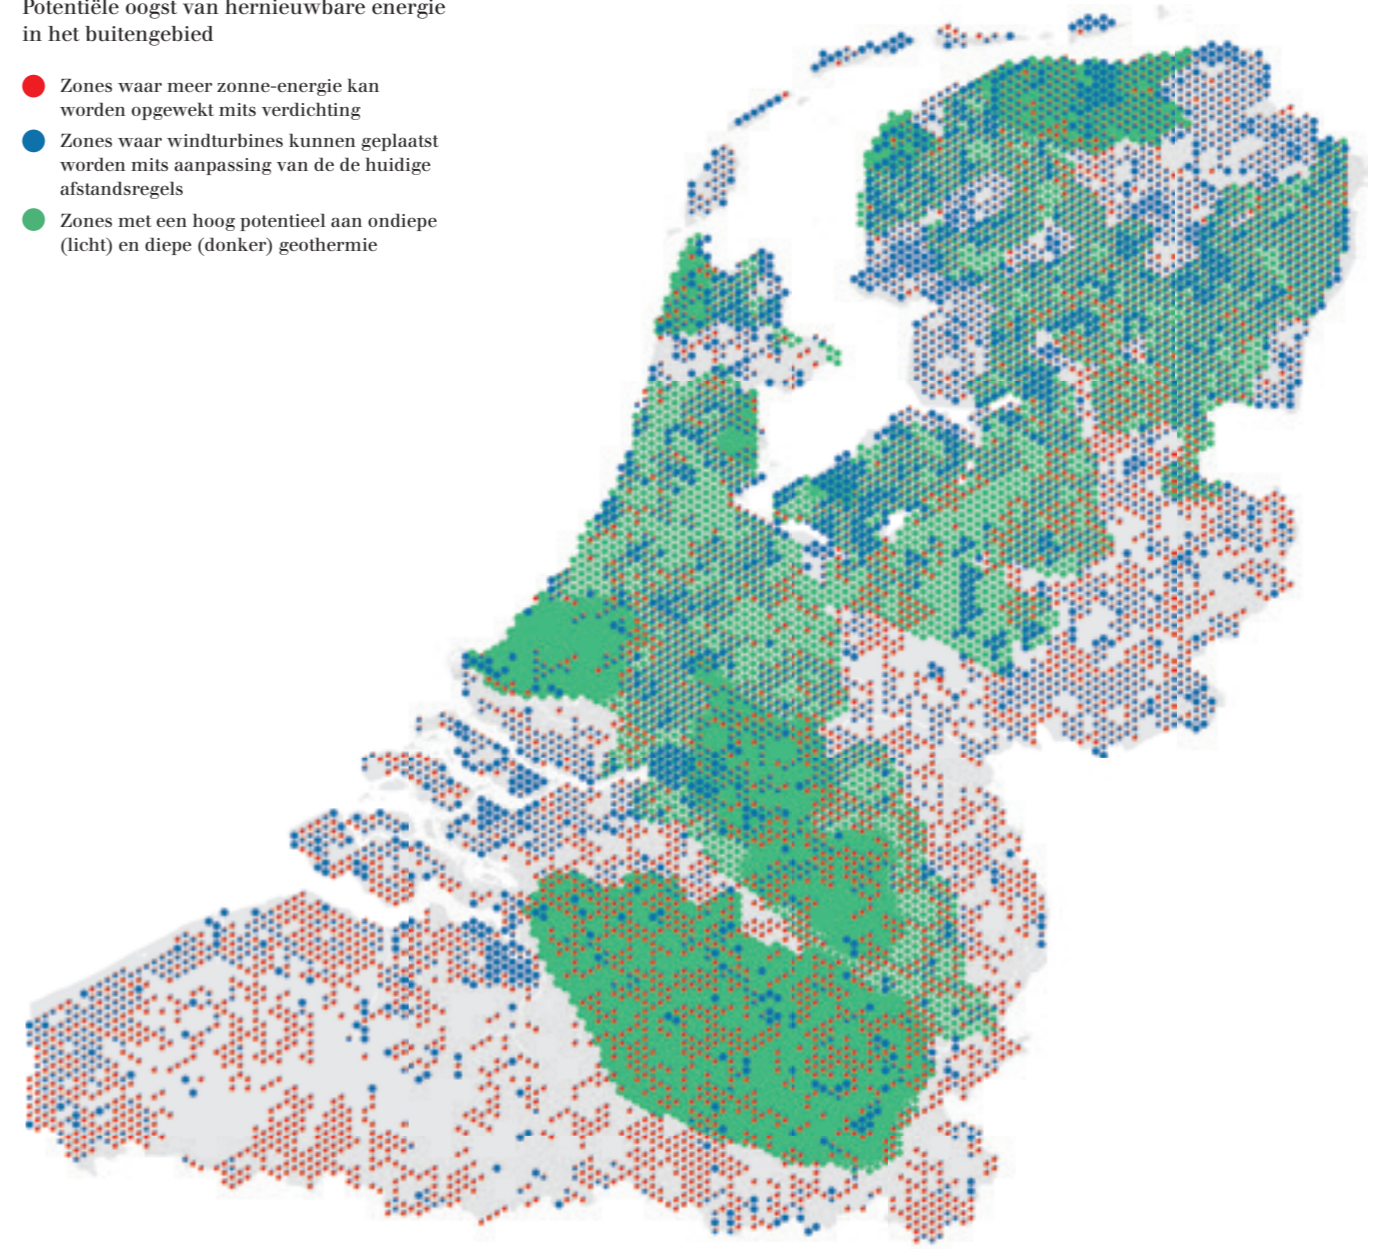 Potentiële oogst van hernieuwbare energie
in het buitengebied
Zones waar meer zonne-energie kan
worden opgewekt mits verdichting
Zones waar windturbines kunnen geplaatst
worden mits aanpassing van de de huidige
afstandsregels
Zones met een hoog potentieel aan ondiepe
(licht) en diepe (donker) geothermie